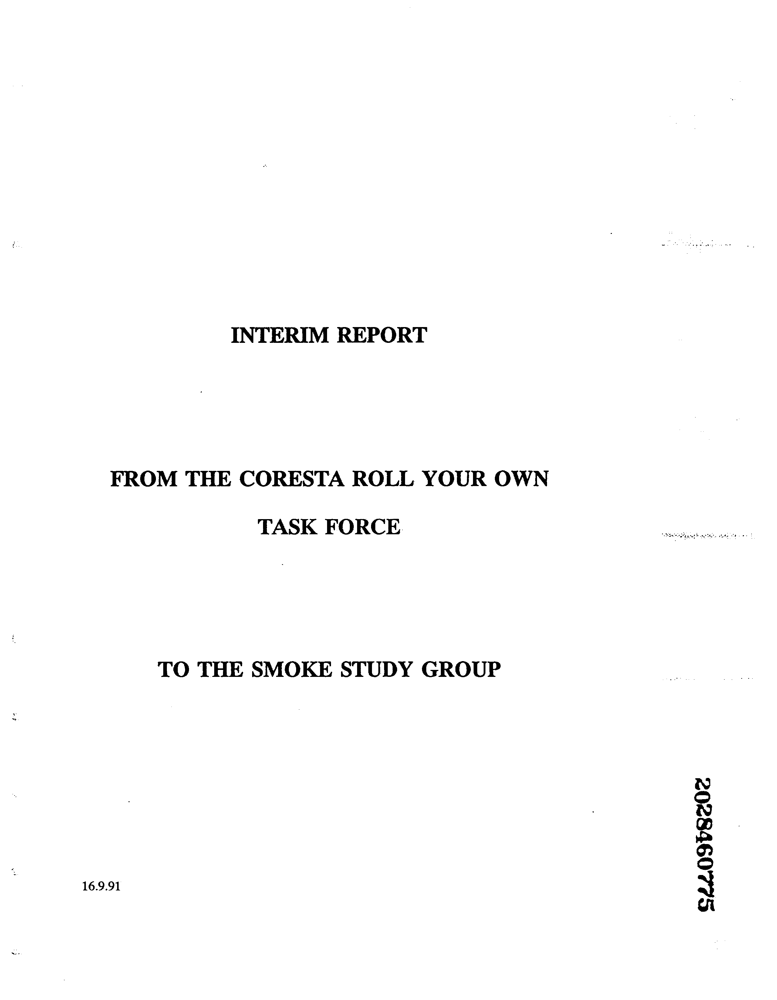 INTERIM REPORT
FROM THE CORESTA ROLL YOUR OWN
TASK FORCE
TO THE SMOKE STUDY GROUP
16.9.91
2028460775